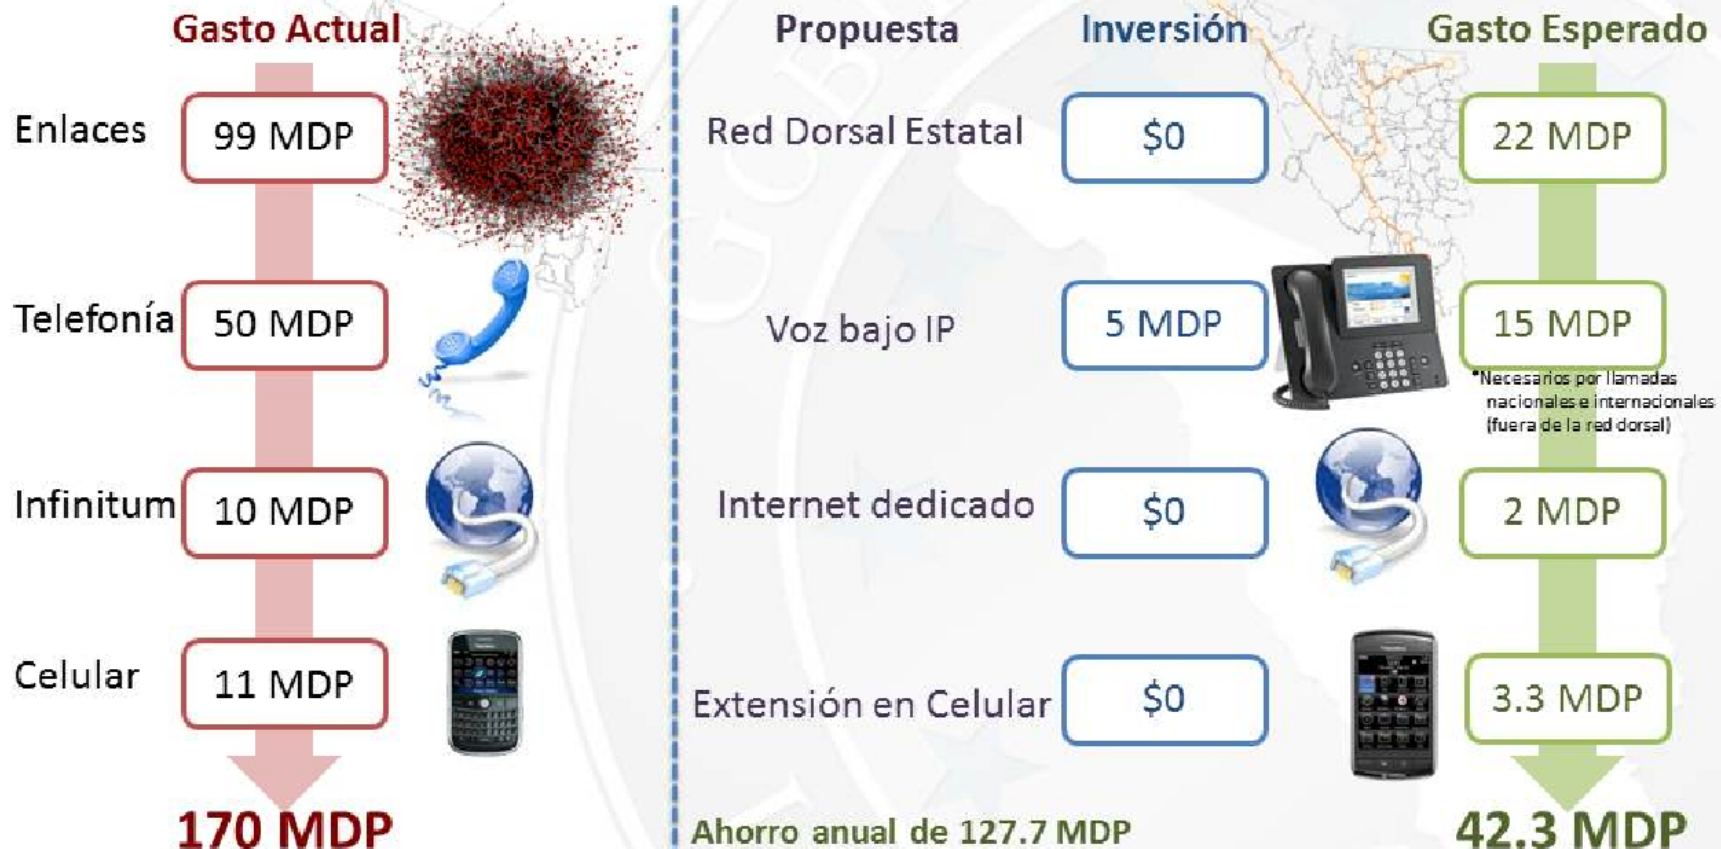 Gasto Actual
Propuesta
Inversión
Gasto Esperado
Enlaces
99 MDP
Red Dorsal Estatal
$0
22 MDP
Telefonía
50 MDP
Voz bajo IP
5 MDP
15 MDP
*Necesarios por llamadas
nacionales e internacionales
(fuera de la red dorsal)
Infinitum
10 MDP
Internet dedicado
$0
2 MDP
Celular
11 MDP
Extensión en Celular
$0
3.3 MDP
170 MDP
Ahorro anual de 127.7 MDP
42.3 MDP